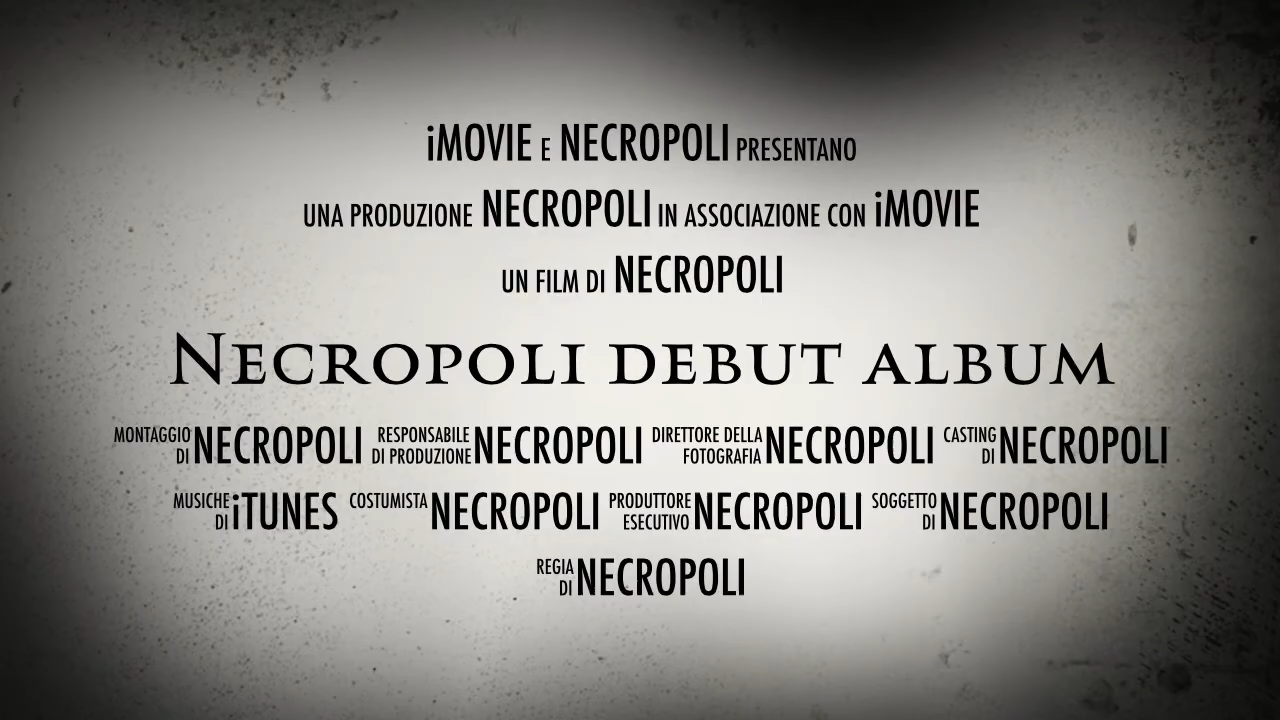 iMOVIE E NECROPOLI PRESENTANO
UNA PRODUZIONE NECROPOLI IN ASSOCIAZIONE CON iMOVIE
UN FILM DI NECROPOLI
NECROPOLI DEBUT ALBUM
MONTAGGIO DI NECROPOLI RESPONSABILE DI PRODUZIONE NECROPOLI DIRETTORE DELLA FOTOGRAFIA NECROPOLI CASTING DI NECROPOLI
MUSICHE DI iTUNES COSTUMISTA NECROPOLI PRODUTTORE ESECUTIVO NECROPOLI SOGGETTO DI NECROPOLI
REGIA DI NECROPOLI